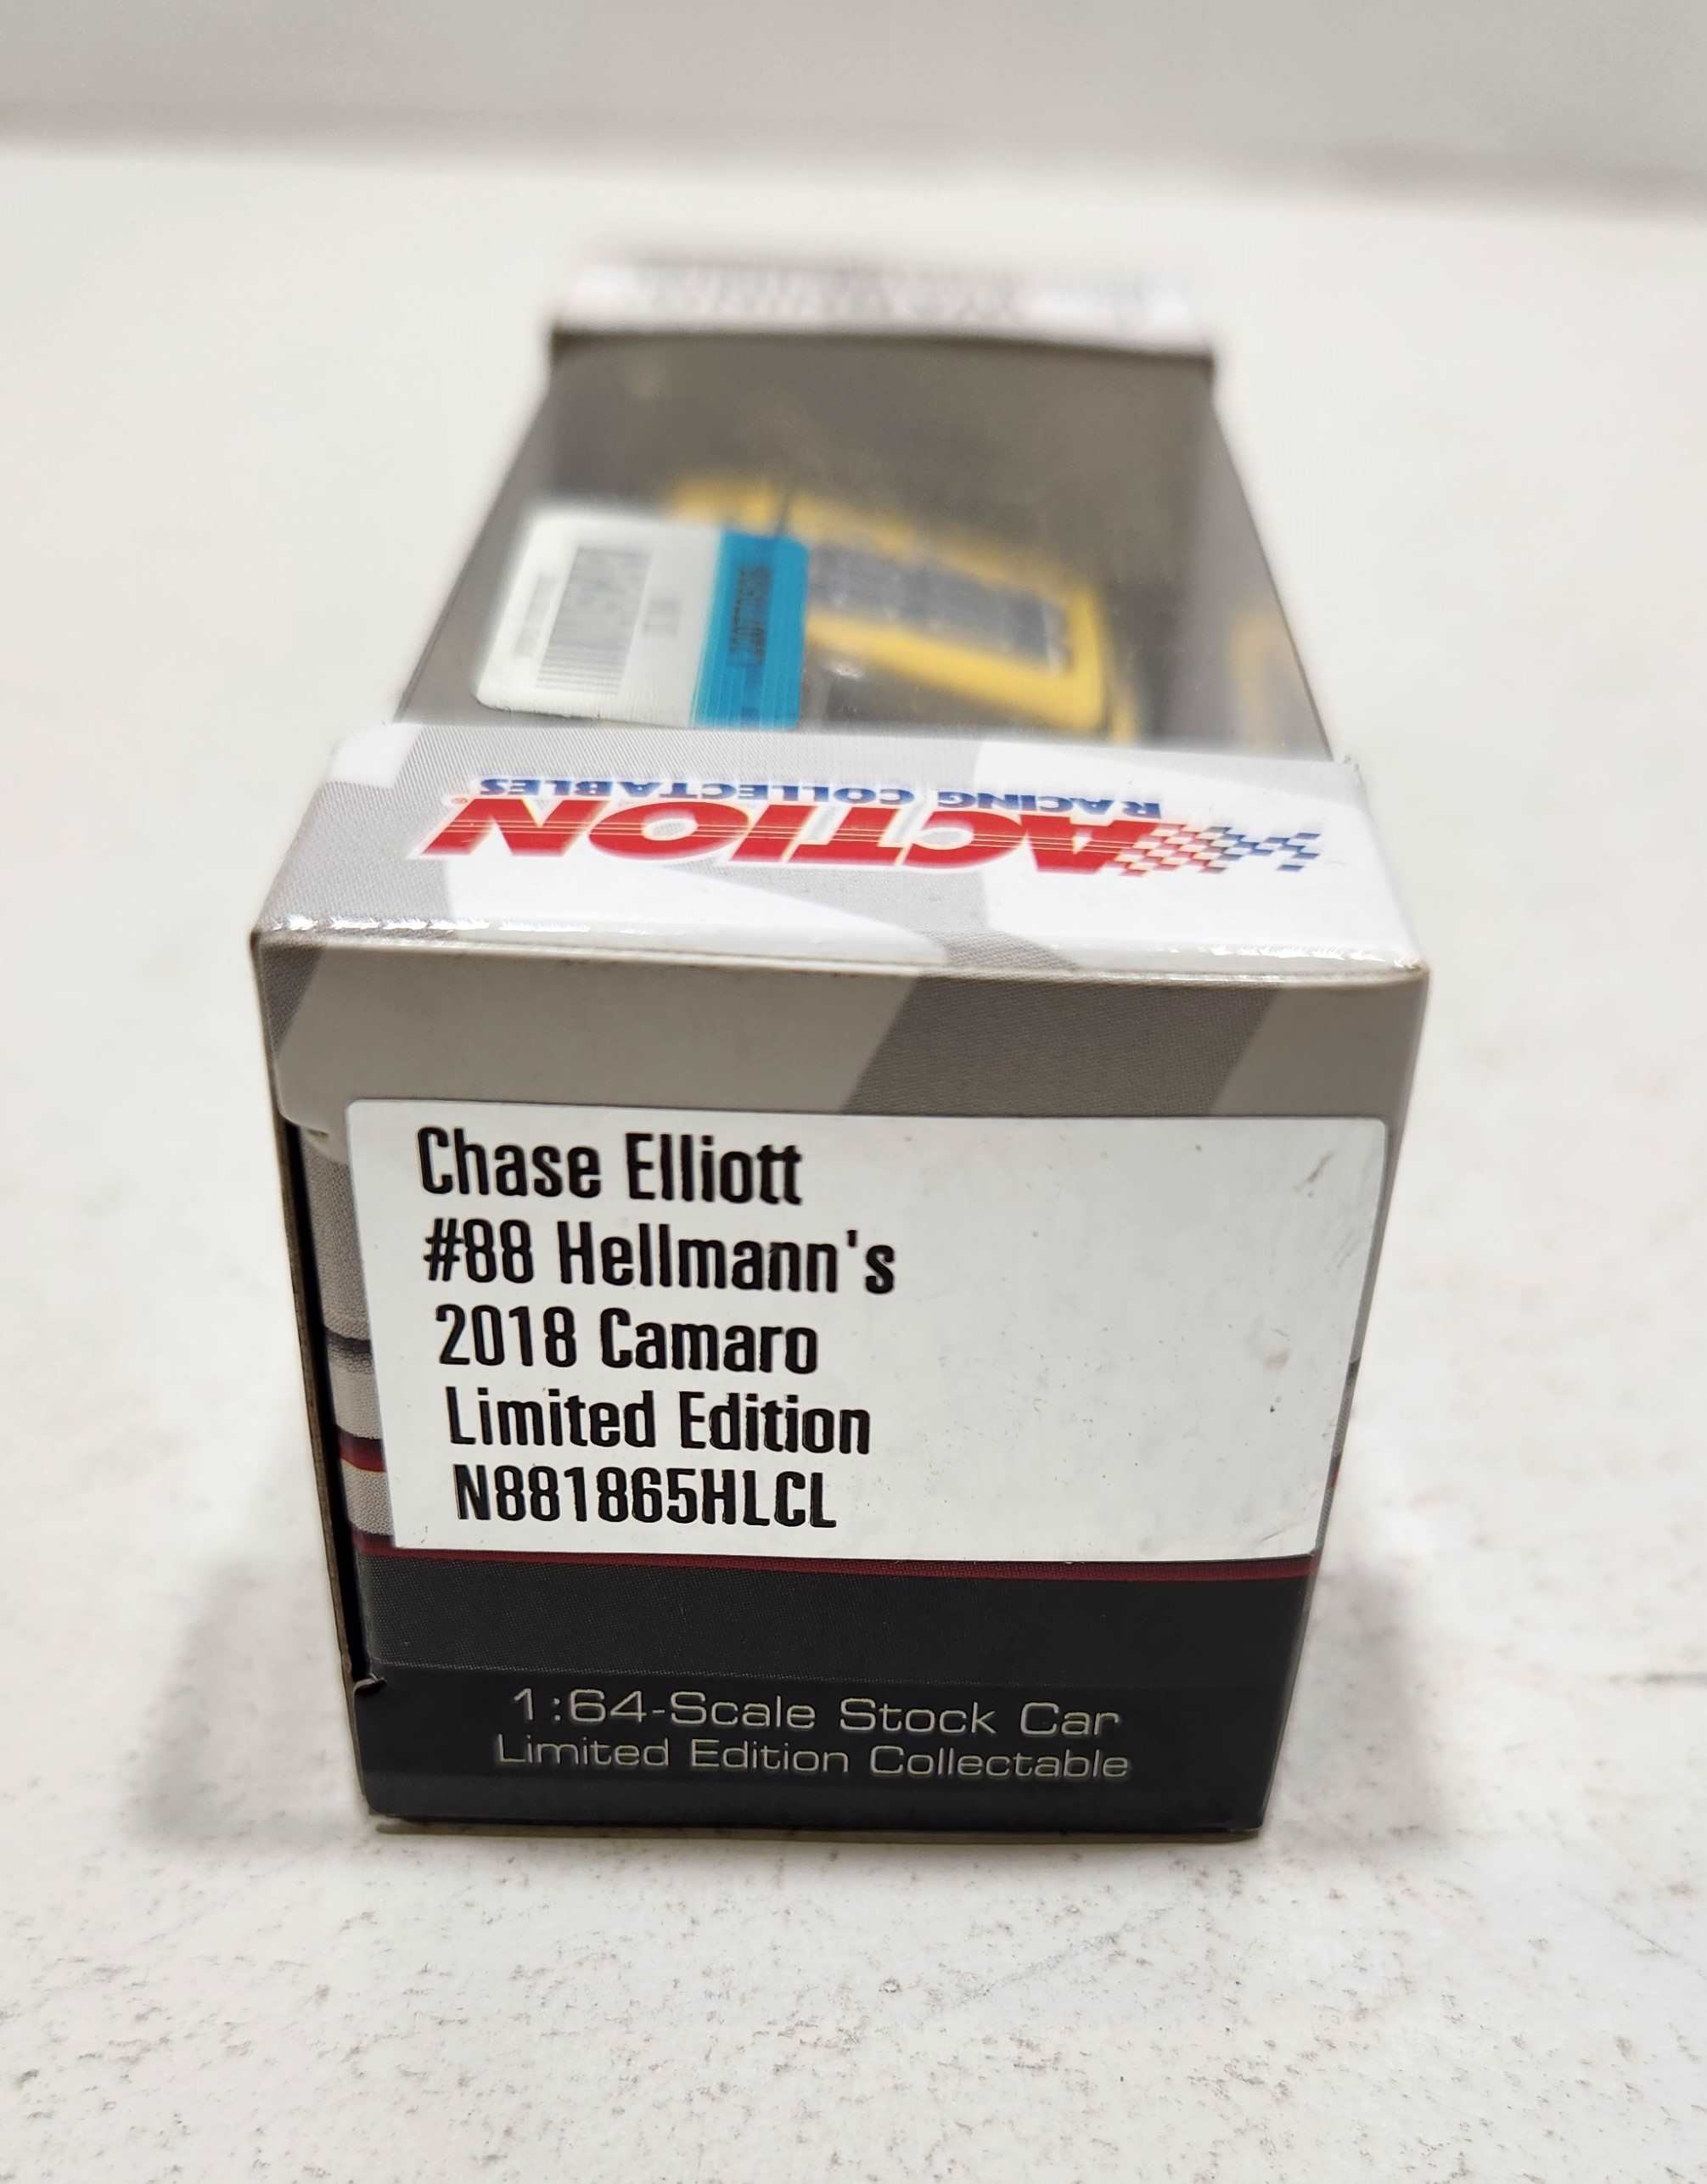 ACTION
RACING COLLECTABLES
Chase Elliott
#88 Hellmann's
2018 Camaro
Limited Edition
N881865HLCL
1:64-Scale Stock Car
Limited Edition Collectable